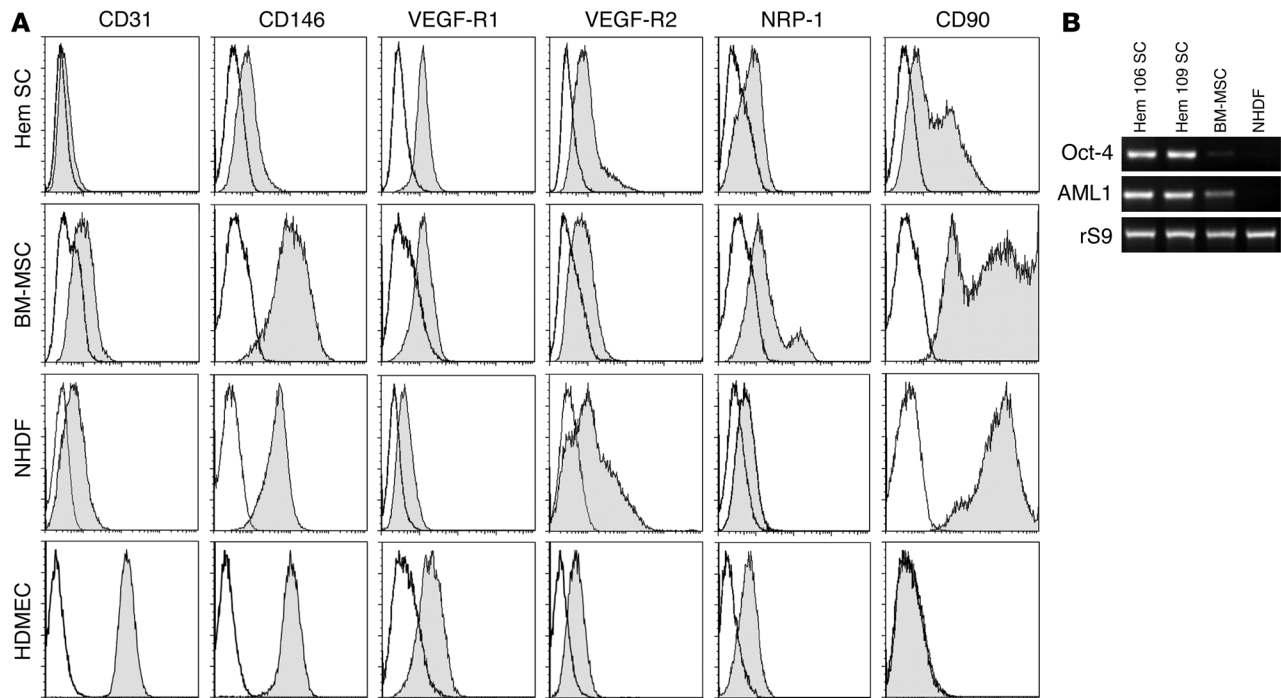 A
CD31 CD146 VEGF-R1 VEGF-R2 NRP-1 CD90
Hem SC
BM-MSC
NHDF
HDMEC
B
Hem 106 SC
Hem 109 SC
BM-MSC
NHDF
Oct-4
AML1
rS9